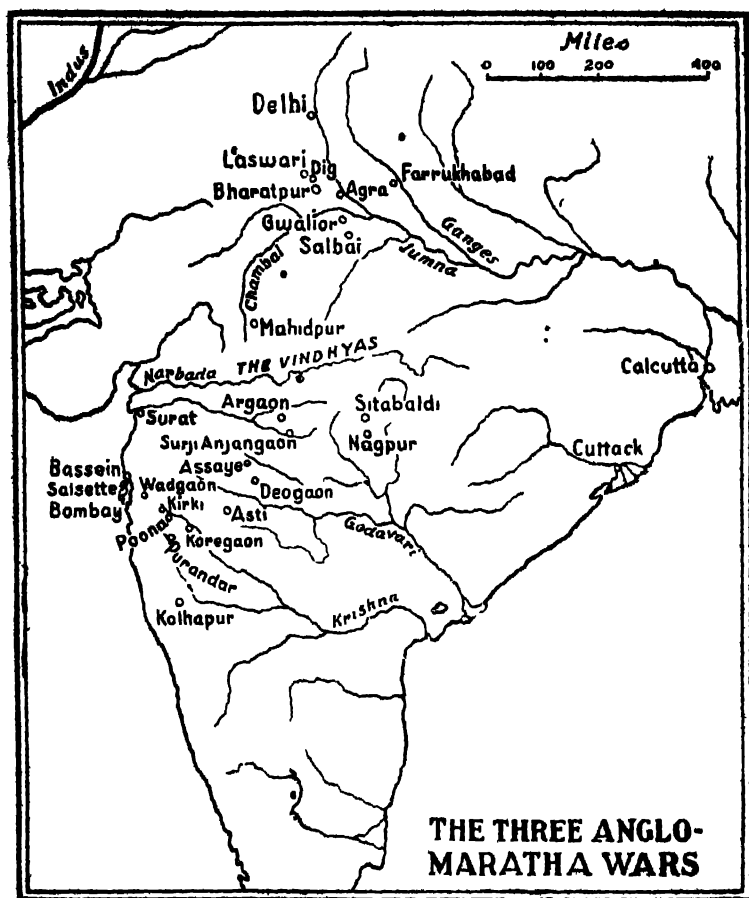 Miles
0 100 200 400
Indus
Delhi
Laswari
Dig
Farrukhabad
Bharatpur
Agra
Gwalior
Salbai
Ganges
Jumna
Chambal
Mahidpur
THE VINDHYAS
Narbada
Calcutta
Surat
Argaon
Sitabaldi
Surji Anjangaon
Nagpur
Cuttack
Assaye
Bassein
Salsette
Wadgaon
Deogaon
Bombay
Kirki
Asti
Poona
Koregaon
Godavari
Purandar
Kolhapur
Krishna
THE THREE ANGLO-
MARATHA WARS